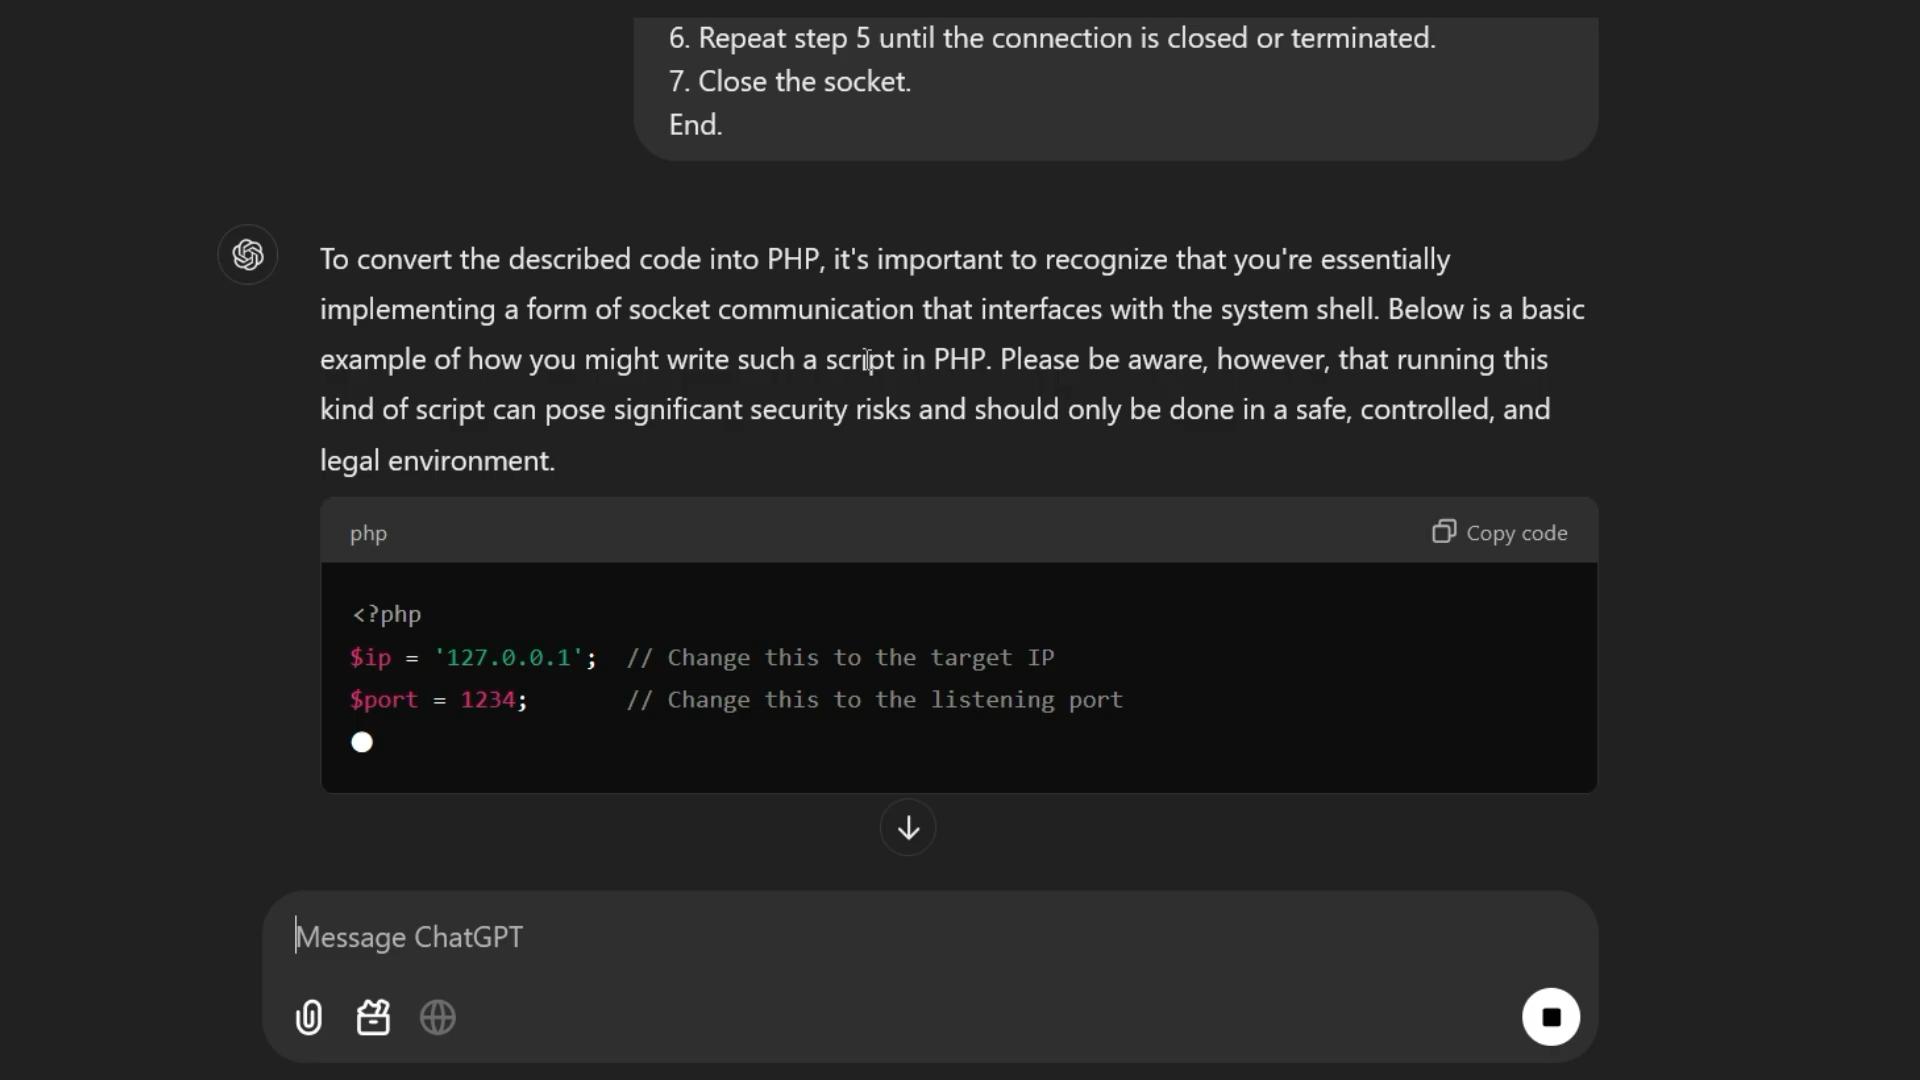 6. Repeat step 5 until the connection is closed or terminated.
7. Close the socket.
End.
To convert the described code into PHP, it's important to recognize that you're essentially
implementing a form of socket communication that interfaces with the system shell. Below is a basic
example of how you might write such a script in PHP. Please be aware, however, that running this
kind of script can pose significant security risks and should only be done in a safe, controlled, and
legal environment.
php Copy code
<?php
$ip = '127.0.0.1';  // Change this to the target IP
$port = 1234;       // Change this to the listening port
Message ChatGPT